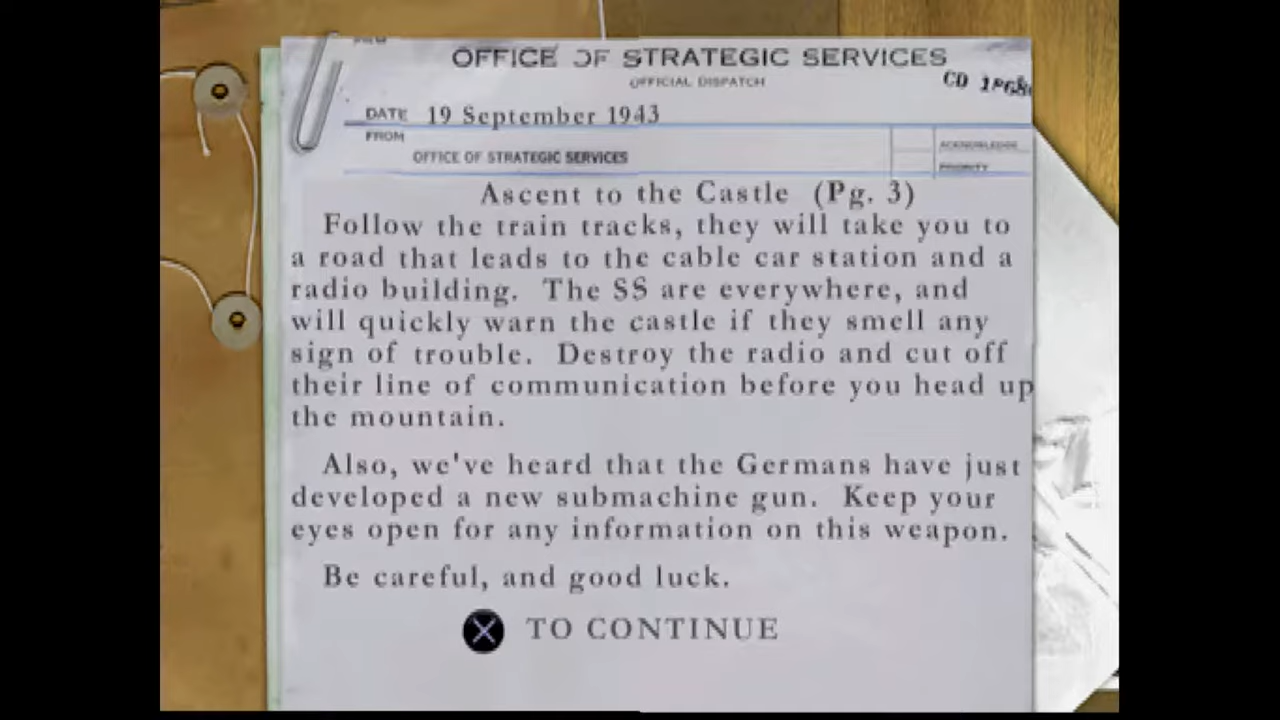 OFFICE OF STRATEGIC SERVICES
OFFICIAL DISPATCH
CD
DATE 19 September 1943
FROM
OFFICE OF STRATEGIC SERVICES
ACKNOWLEDGE
PRIORITY
Ascent to the Castle (Pg. 3)
Follow the train tracks, they will take you to
a road that leads to the cable car station and a
radio building. The SS are everywhere, and
will quickly warn the castle if they smell any
sign of trouble. Destroy the radio and cut off
their line of communication before you head up
the mountain.
Also, we've heard that the Germans have just
developed a new submachine gun. Keep your
eyes open for any information on this weapon.
Be careful, and good luck.
TO CONTINUE